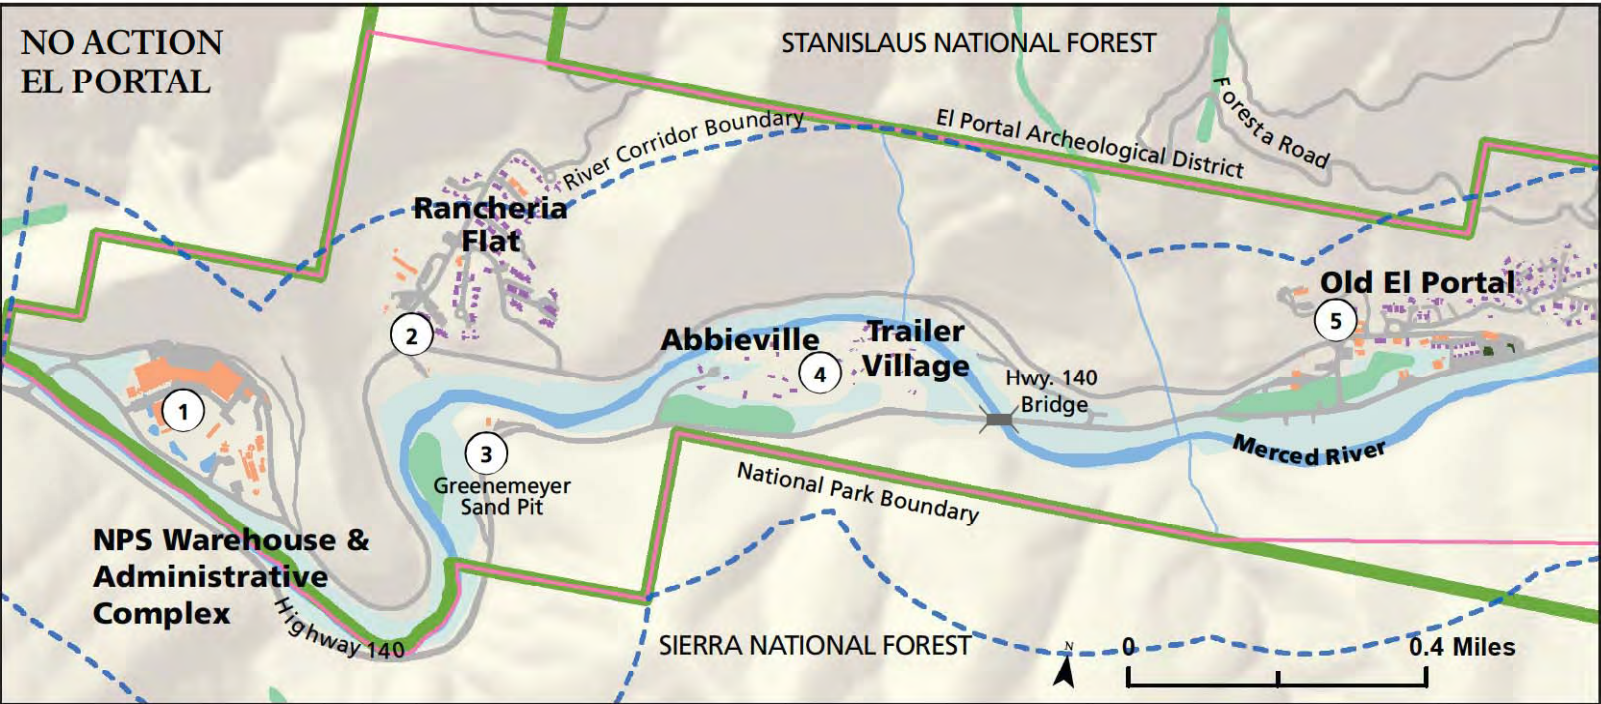 NO ACTION
EL PORTAL
STANISLAUS NATIONAL FOREST
Foresta Road
El Portal Archeological District
River Corridor Boundary
Rancheria
Flat
Old El Portal
5
2
Abbieville
Trailer
Village
4
Hwy. 140
Bridge
1
3
Greenemeyer
Sand Pit
Merced River
National Park Boundary
NPS Warehouse &
Administrative
Complex
Highway 140
SIERRA NATIONAL FOREST
N
0
0.4 Miles